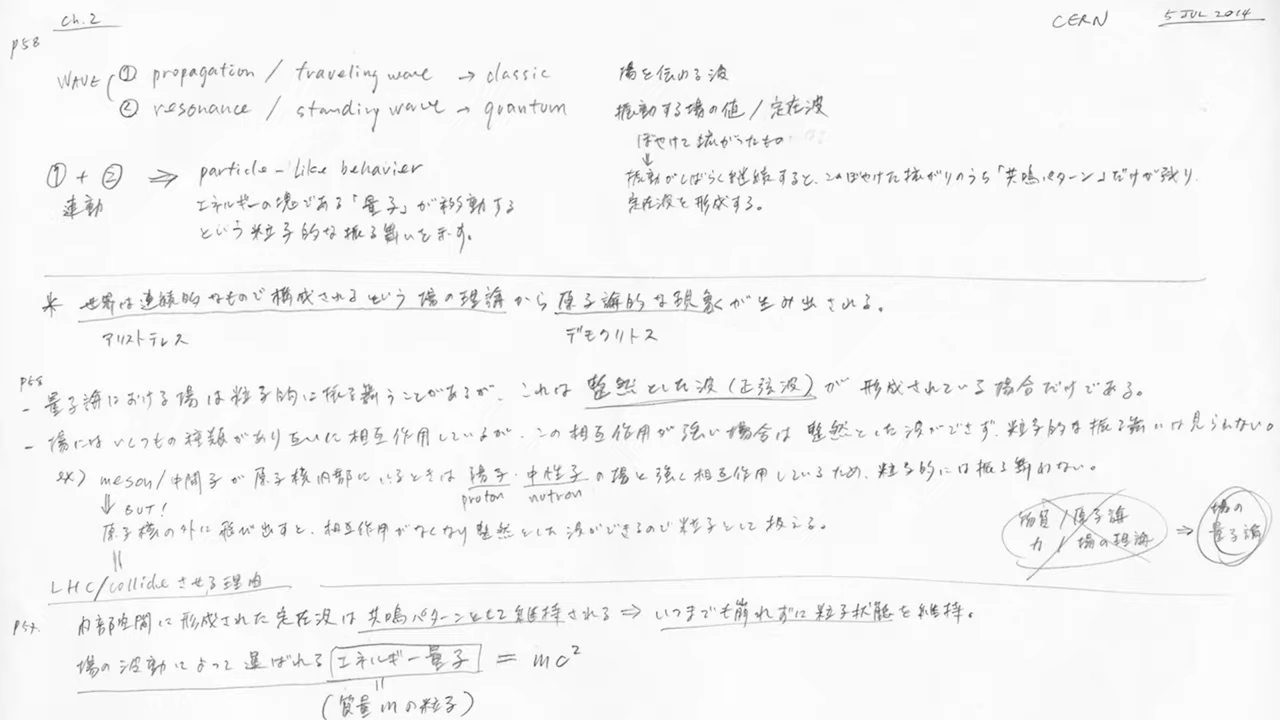 Ch.2
CERN 5 JUL 2014
p58
WAVE ① propagation / traveling wave → classic 場を伝わる波
② resonance / standing wave → quantum 振動する場の値 / 定在波
ぼやけて拡がったもの
① + ② ⇒ particle-like behavier 振動がしばらく継続すると、このぼやけた拡がりのうち「共鳴パターン」だけが残り、
連動 エネルギーの塊である「量子」が移動する 定在波を形成する。
という粒子的な振る舞いを示す。
* 世界は連続的なもので構成されるという場の理論から原子論的な現象が生み出される。
アリストテレス デモクリトス
p58
- 量子論における場は粒子的に振る舞うことがあるが、これは整然とした波(正弦波)が形成されている場合だけである。
- 場にはいくつもの種類があり互いに相互作用しているが、この相互作用が強い場合は整然とした波ができず、粒子的な振る舞いは見られない。
ex) meson/中間子が原子核内部にいるときは陽子・中性子の場と強く相互作用しているため、粒子的には振る舞わない。
proton nutron
⇓ BUT!
原子核の外に飛び出すと、相互作用がなくなり整然とした波ができるので粒子として扱える。
物質 / 原子論 ⇒ 場の
力 / 場の理論 量子論
LHC/collideさせる理由
内部空間に形成された定在波は共鳴パターンとして維持される ⇒ いつまでも崩れずに粒子状態を維持。
場の波動によって運ばれるエネルギー量子 = mc²
(質量mの粒子)